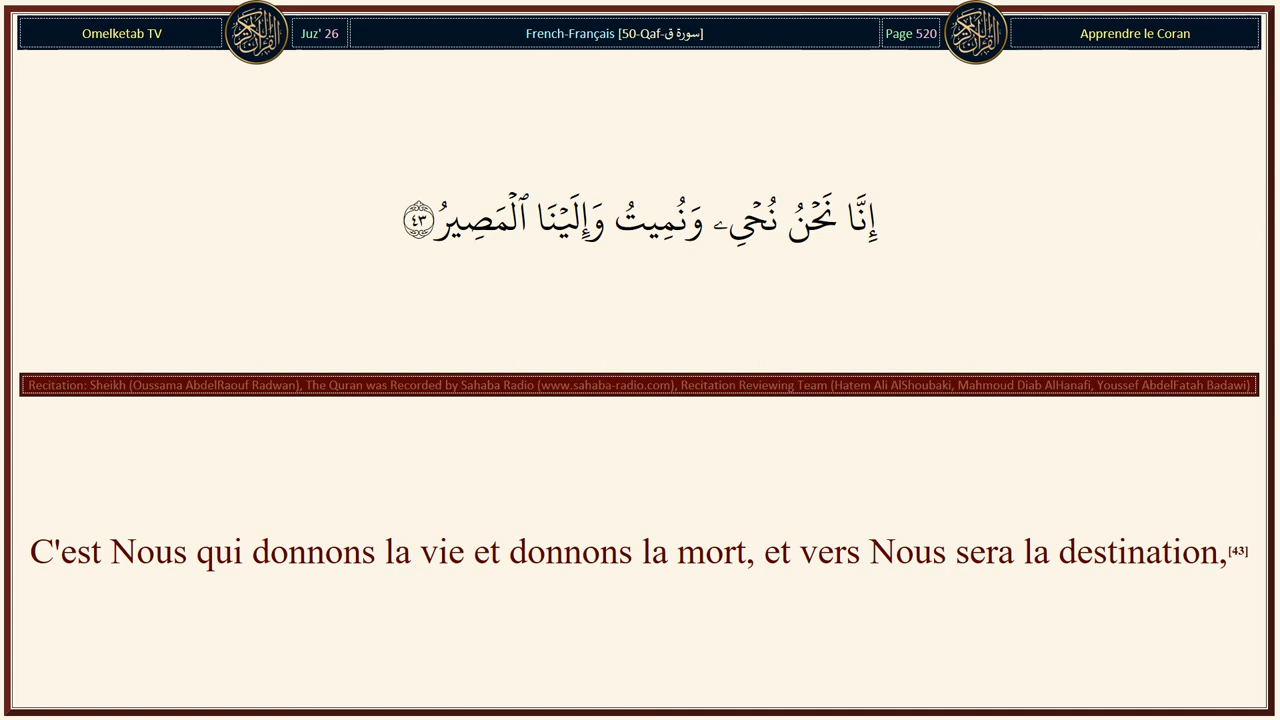 Omelketab TV
Juz' 26
French-Français [50-Qaf-سورة ق]
Page 520
Apprendre le Coran
إِنَّا نَحۡنُ نُحۡيِۦ وَنُمِيتُ وَإِلَيۡنَا ٱلۡمَصِيرُ ٤٣
Recitation: Sheikh (Oussama AbdelRaouf Radwan), The Quran was Recorded by Sahaba Radio (www.sahaba-radio.com), Recitation Reviewing Team (Hatem Ali AlShoubaki, Mahmoud Diab AlHanafi, Youssef AbdelFatah Badawi)
C'est Nous qui donnons la vie et donnons la mort, et vers Nous sera la destination,[43]